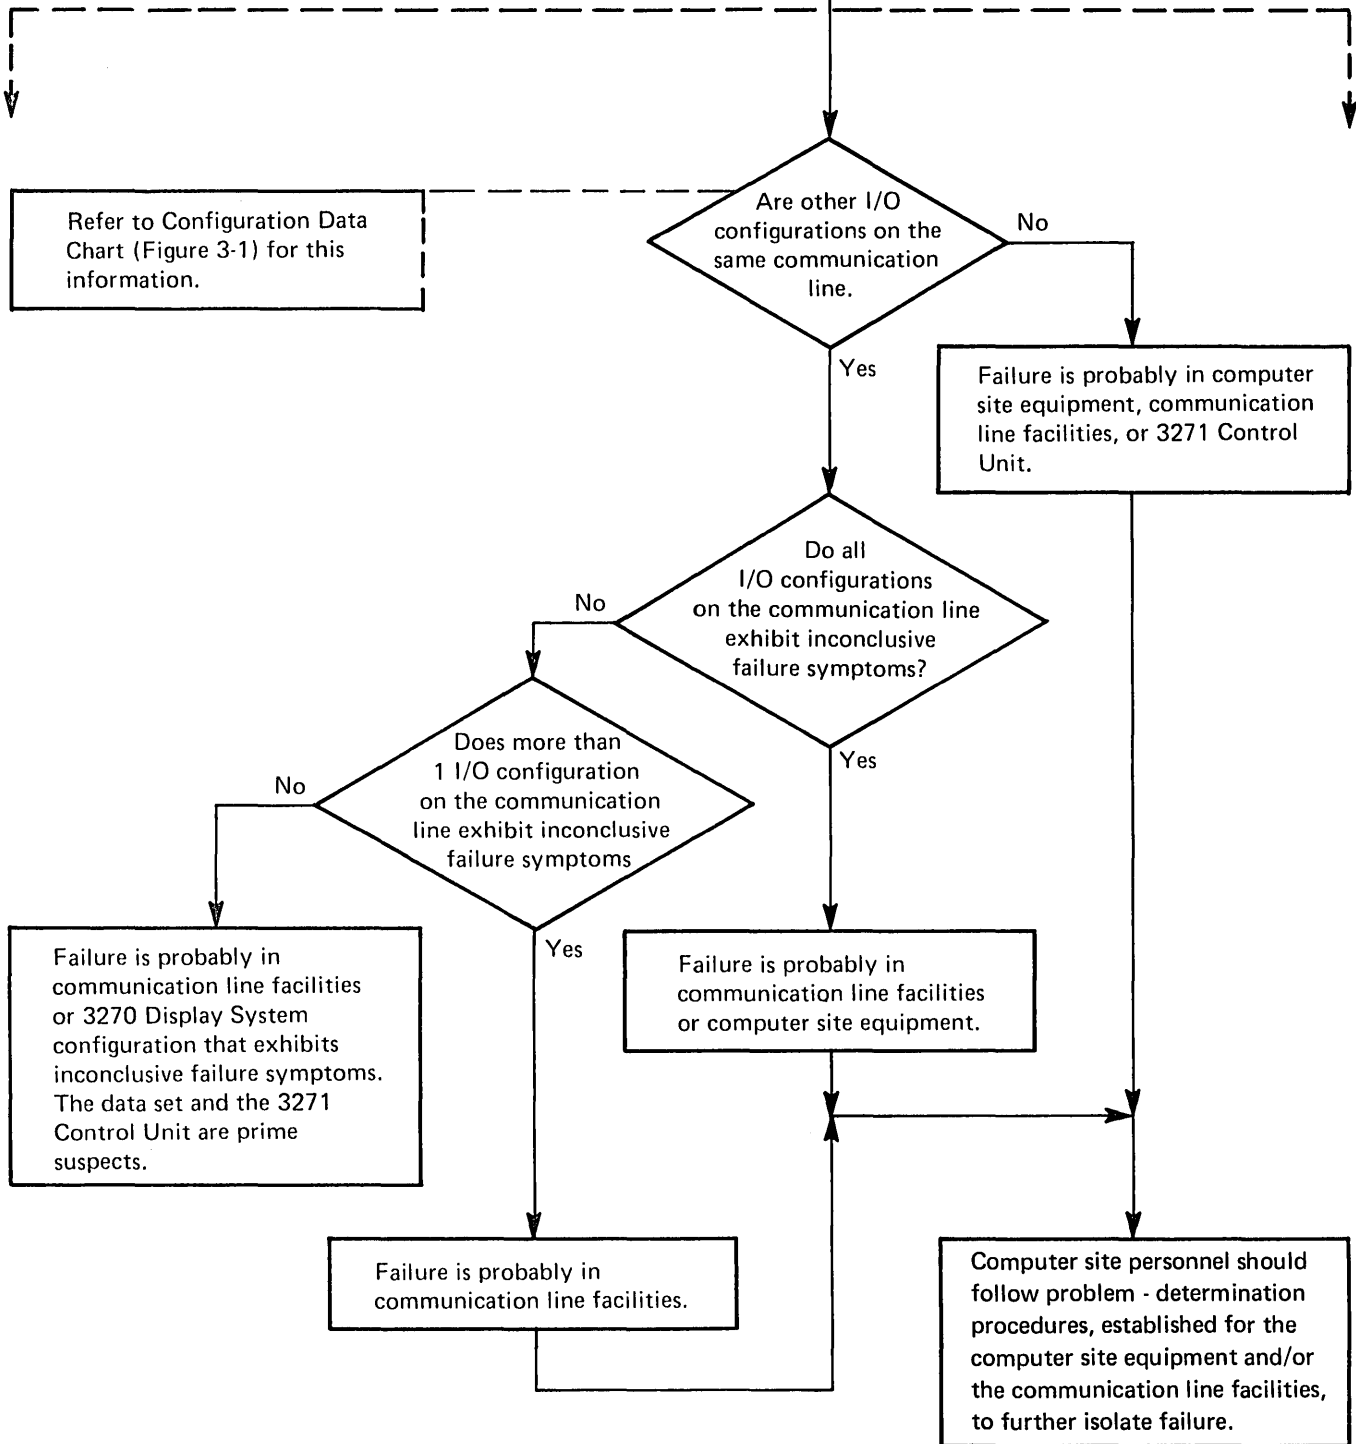 Are other I/O
configurations on the
same communication
line.
No
Yes
Refer to Configuration Data
Chart (Figure 3-1) for this
information.
Failure is probably in computer
site equipment, communication
line facilities, or 3271 Control
Unit.
Do all
I/O configurations
on the communication line
exhibit inconclusive
failure symptoms?
No
Yes
Does more than
1 I/O configuration
on the communication
line exhibit inconclusive
failure symptoms
No
Yes
Failure is probably in
communication line facilities
or 3270 Display System
configuration that exhibits
inconclusive failure symptoms.
The data set and the 3271
Control Unit are prime
suspects.
Failure is probably in
communication line facilities
or computer site equipment.
Failure is probably in
communication line facilities.
Computer site personnel should
follow problem - determination
procedures, established for the
computer site equipment and/or
the communication line facilities,
to further isolate failure.